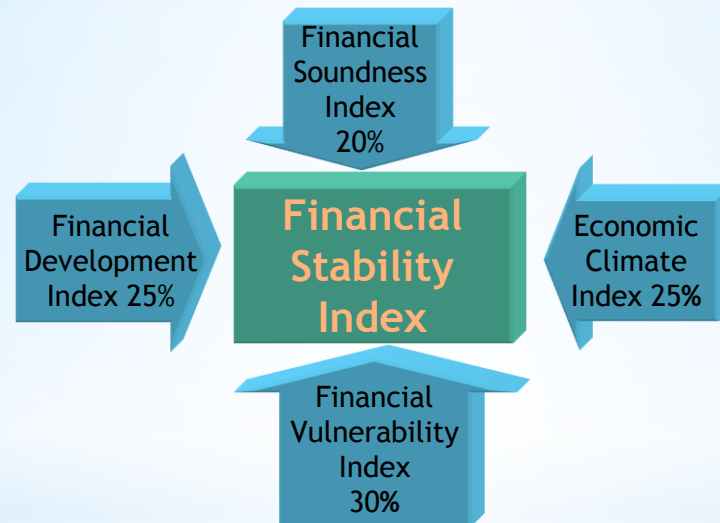 Financial
Soundness
Index
20%
Financial
Development
Index 25%
Financial
Stability
Index
Economic
Climate
Index 25%
Financial
Vulnerability
Index
30%